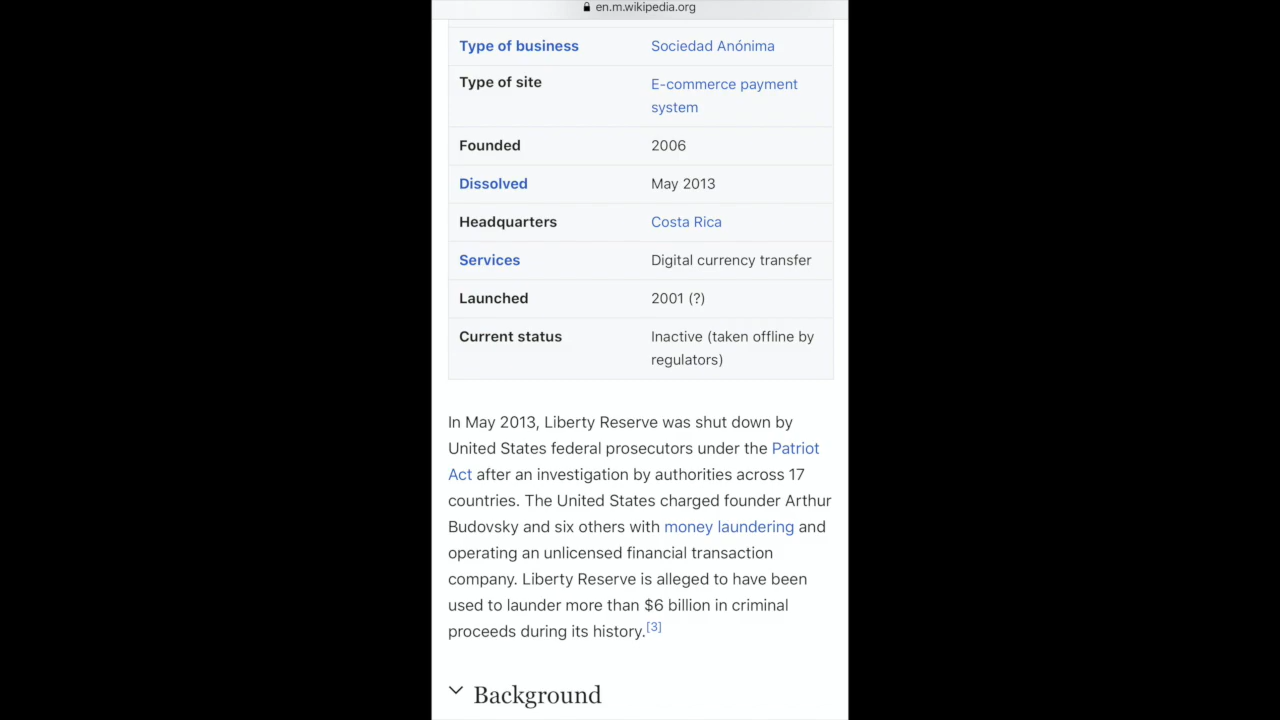 en.m.wikipedia.org
Type of business Sociedad Anónima
Type of site E-commerce payment
system
Founded 2006
Dissolved May 2013
Headquarters Costa Rica
Services Digital currency transfer
Launched 2001 (?)
Current status Inactive (taken offline by
regulators)
In May 2013, Liberty Reserve was shut down by
United States federal prosecutors under the Patriot
Act after an investigation by authorities across 17
countries. The United States charged founder Arthur
Budovsky and six others with money laundering and
operating an unlicensed financial transaction
company. Liberty Reserve is alleged to have been
used to launder more than $6 billion in criminal
proceeds during its history.[3]
Background